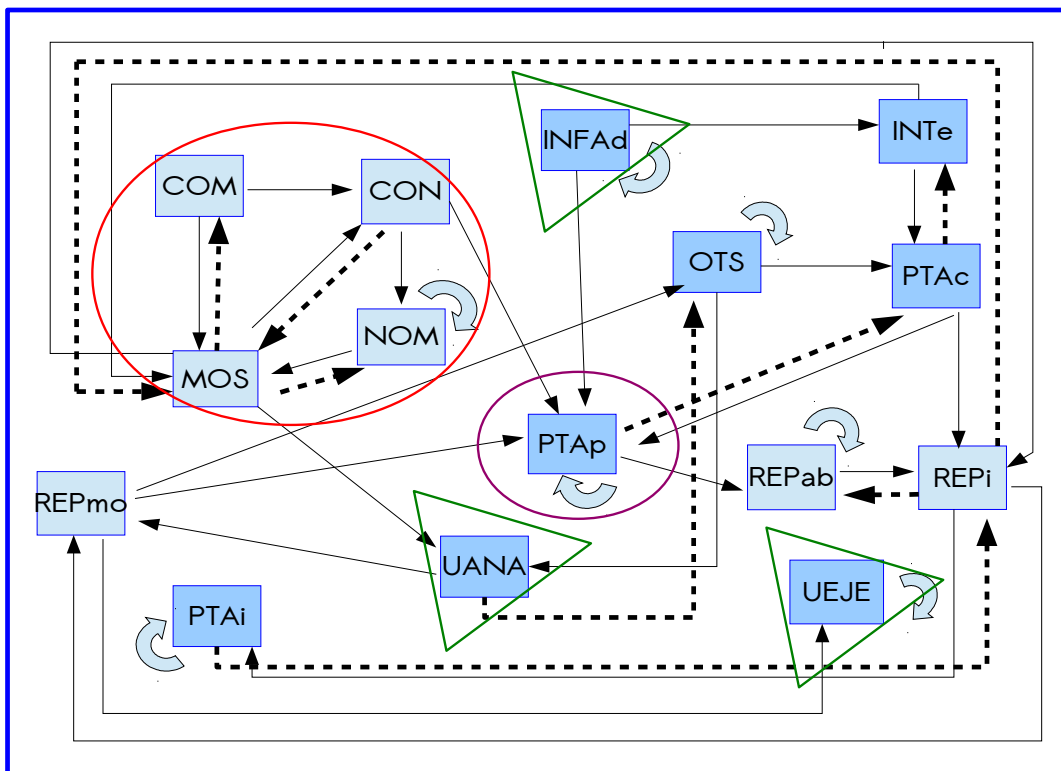 INFAd
INTe
COM
CON
OTS
PTAc
NOM
MOS
PTAp
REPmo
REPab
REPi
UANA
UEJE
PTAi